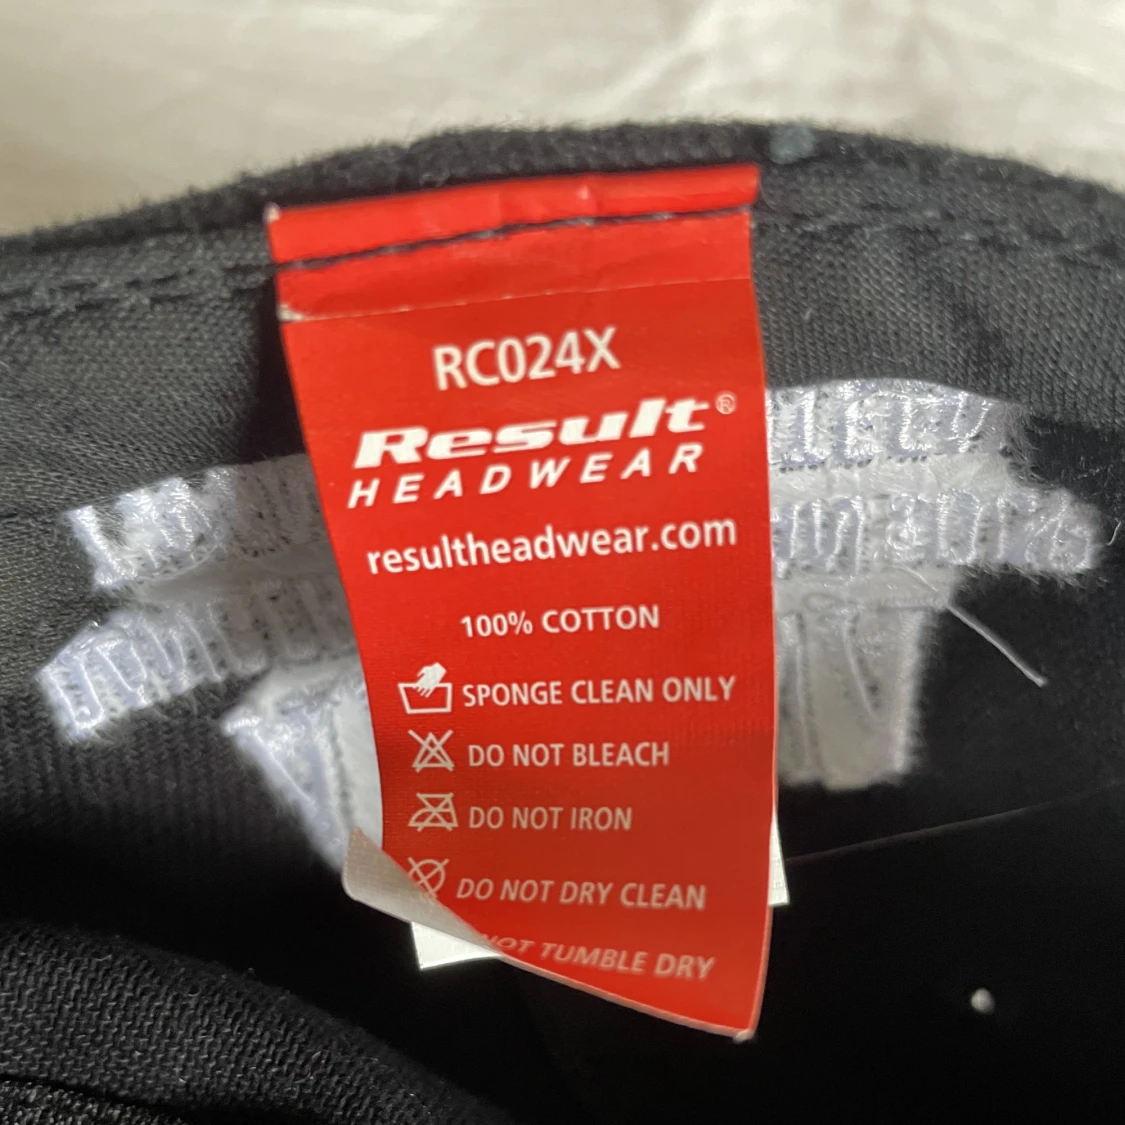 RC024X
Result®
HEADWEAR
resultheadwear.com
100% COTTON
SPONGE CLEAN ONLY
DO NOT BLEACH
DO NOT IRON
DO NOT DRY CLEAN
NOT TUMBLE DRY